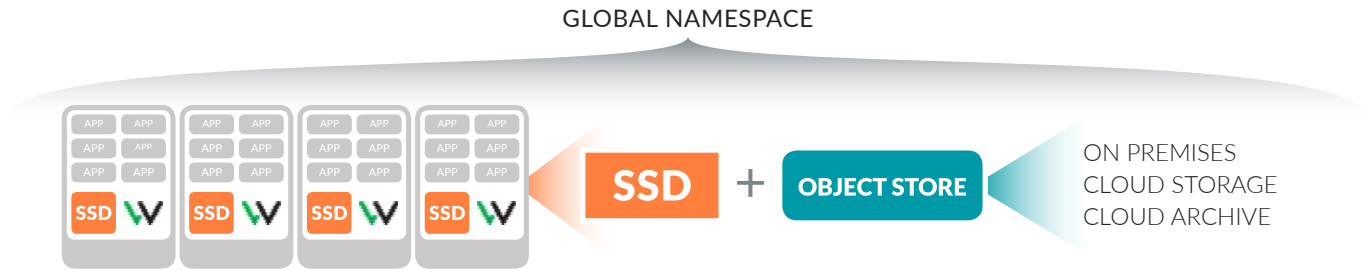 GLOBAL NAMESPACE
APP APP APP APP APP APP APP APP
APP APP APP APP APP APP APP APP
APP APP APP APP APP APP APP APP
SSD SSD SSD SSD
SSD + OBJECT STORE
ON PREMISES
CLOUD STORAGE
CLOUD ARCHIVE